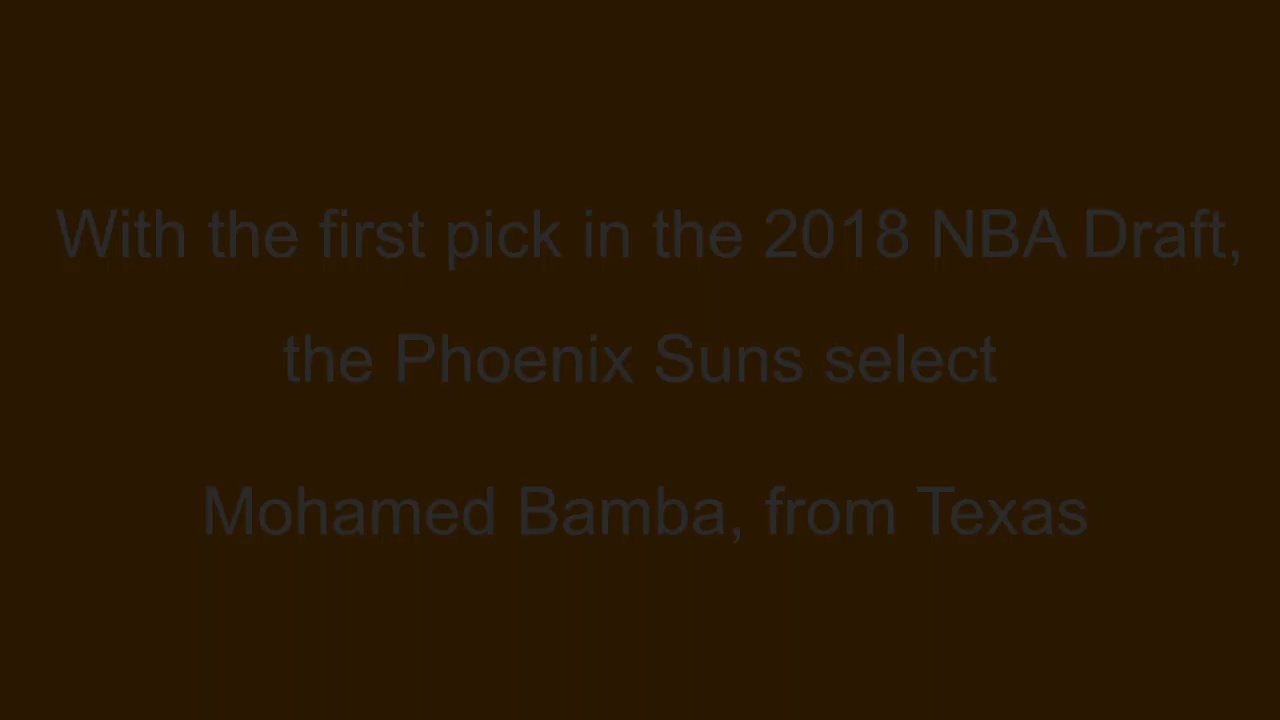 With the first pick in the 2018 NBA Draft,
the Phoenix Suns select
Mohamed Bamba, from Texas